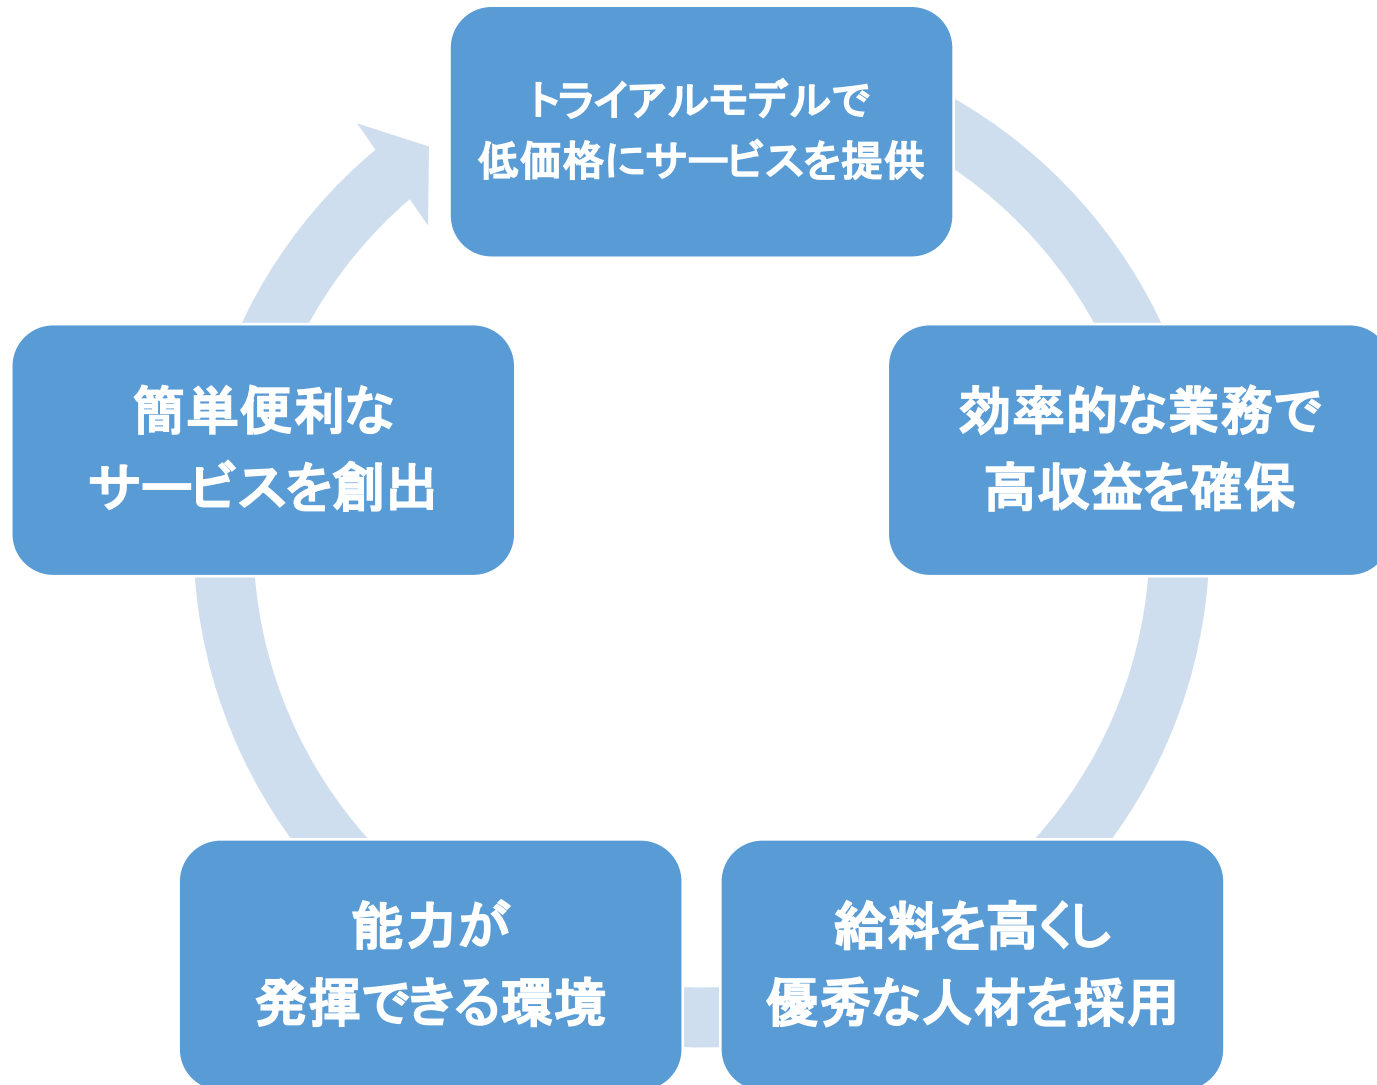 トライアルモデルで
低価格にサービスを提供
効率的な業務で
高収益を確保
給料を高くし
優秀な人材を採用
能力が
発揮できる環境
簡単便利な
サービスを創出